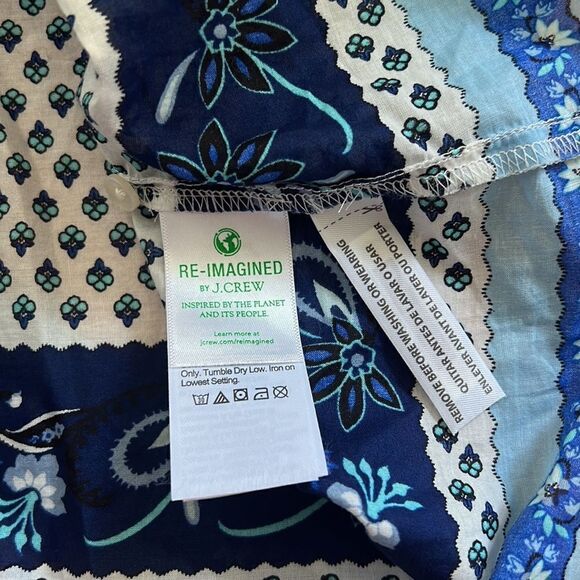 RE-IMAGINED
BY J.CREW
INSPIRED BY THE PLANET
AND ITS PEOPLE.
Learn more at
jcrew.com/reimagined
Only. Tumble Dry Low. Iron on
Lowest Setting.
REMOVE BEFORE WASHING OR WEARING
QUITAR ANTES DE LAVAR O USAR
ENLEVER AVANT DE LAVER OU PORTER